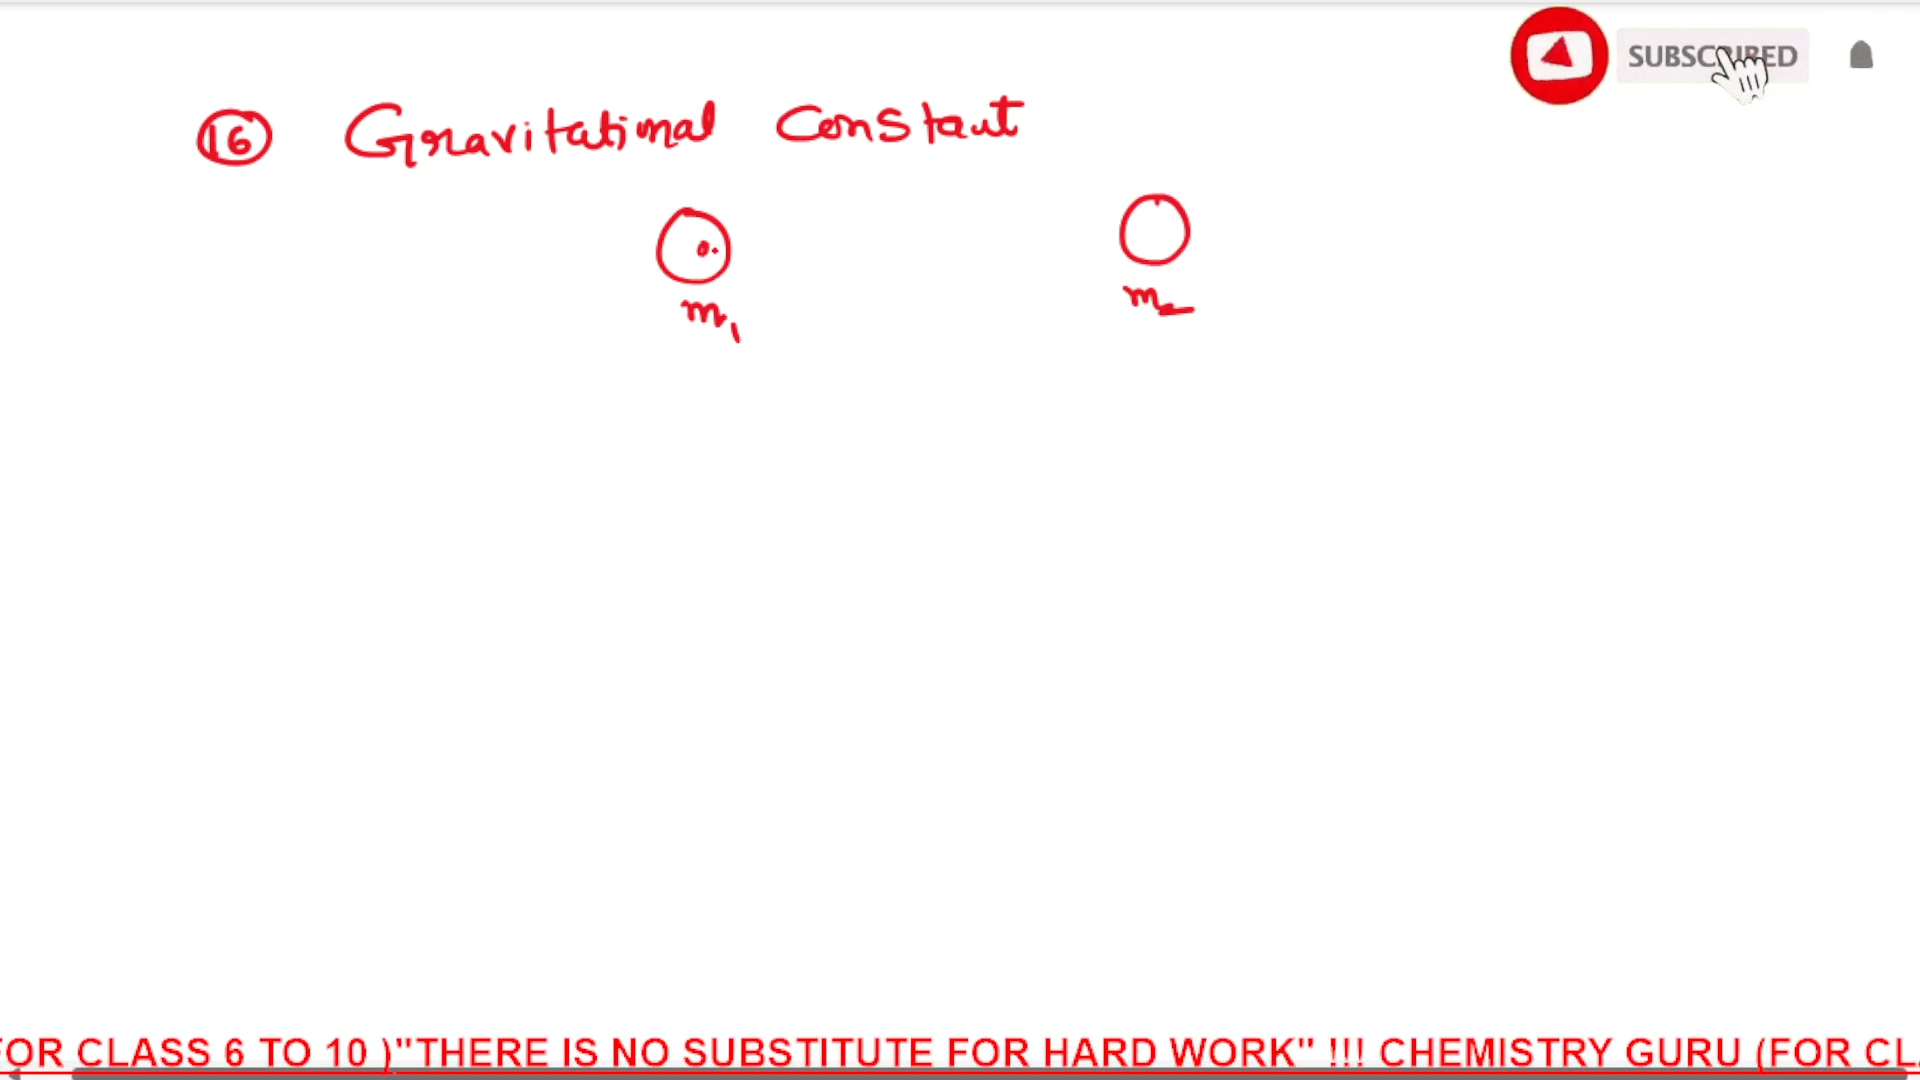 SUBSCRIBED
16 Gravitational Constant
m1 m2
FOR CLASS 6 TO 10 )"THERE IS NO SUBSTITUTE FOR HARD WORK" !!! CHEMISTRY GURU (FOR CL